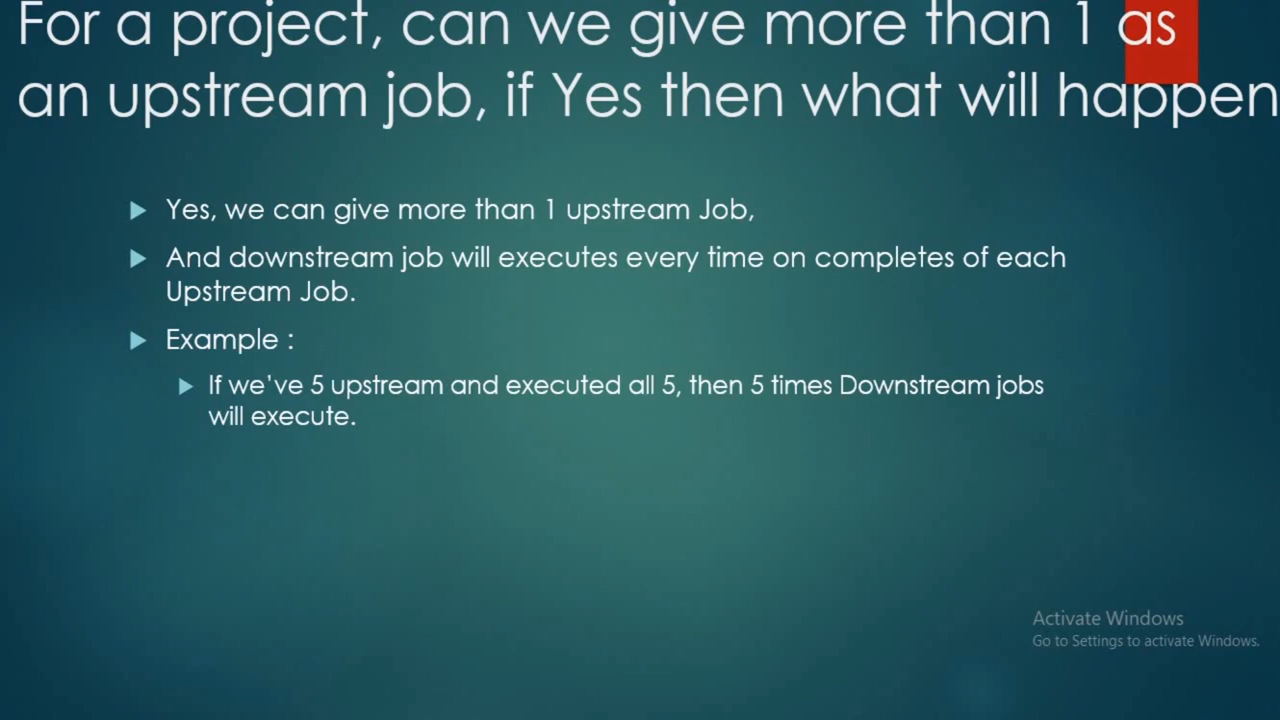 For a project, can we give more than 1 as
an upstream job, if Yes then what will happen
Yes, we can give more than 1 upstream Job,
And downstream job will executes every time on completes of each
Upstream Job.
Example :
If we've 5 upstream and executed all 5, then 5 times Downstream jobs
will execute.
Activate Windows
Go to Settings to activate Windows.